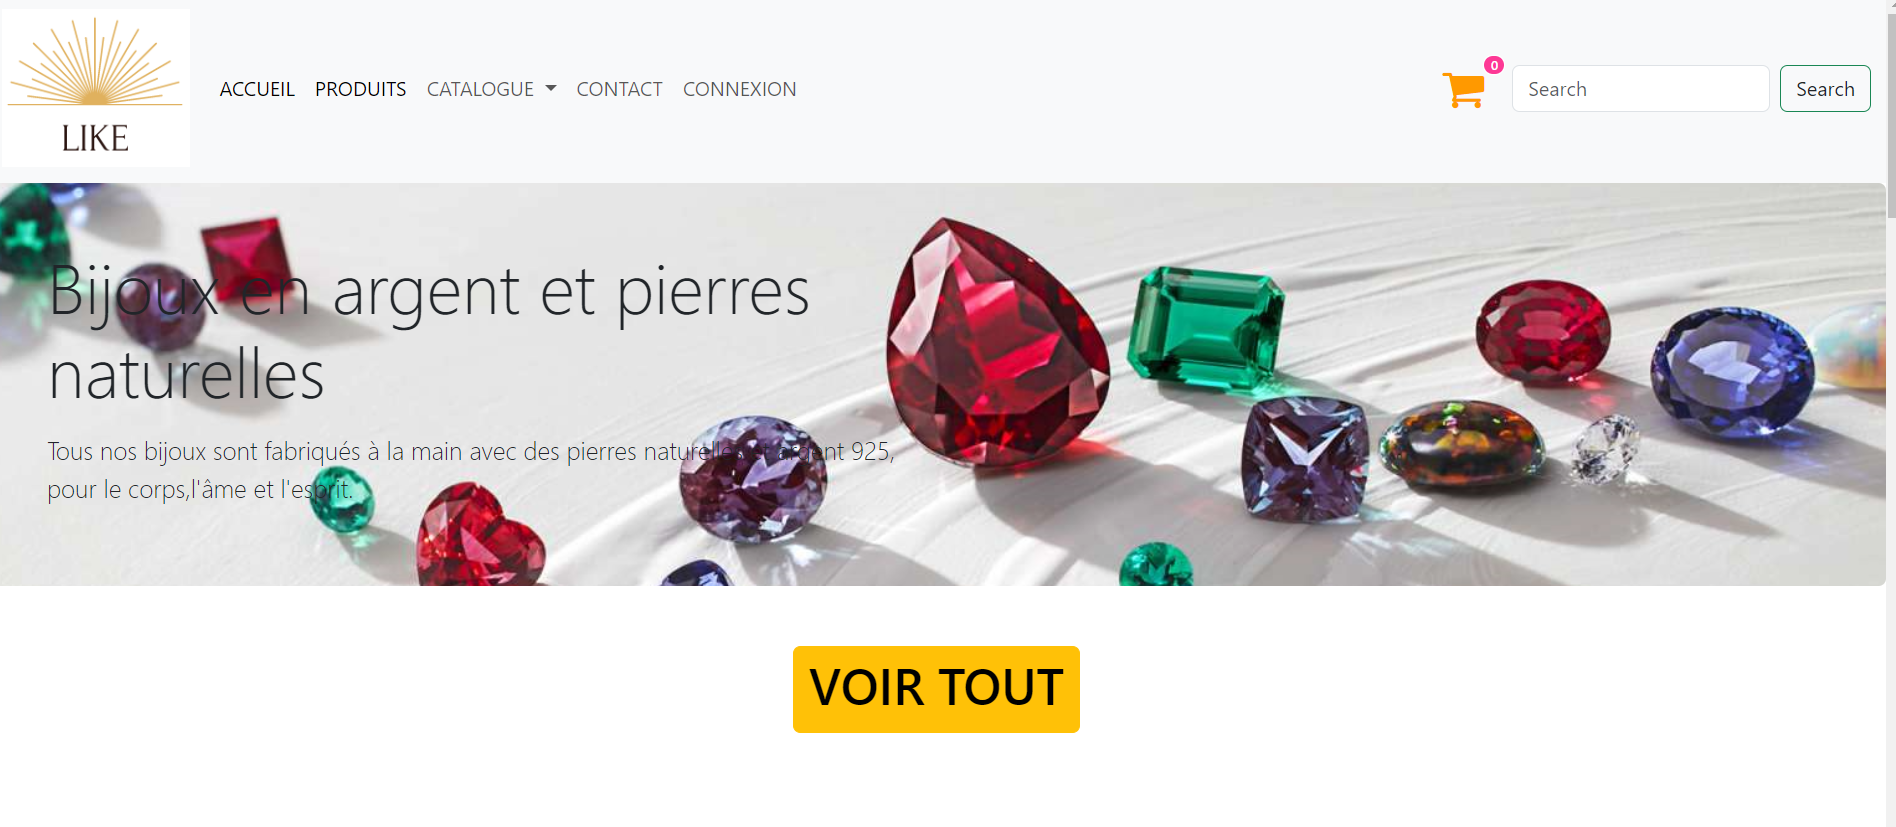 LIKE
ACCUEIL PRODUITS CATALOGUE CONTACT CONNEXION
0
Search
Search
Bijoux en argent et pierres
naturelles
Tous nos bijoux sont fabriqués à la main avec des pierres naturelles et argent 925,
pour le corps,l'âme et l'esprit.
VOIR TOUT